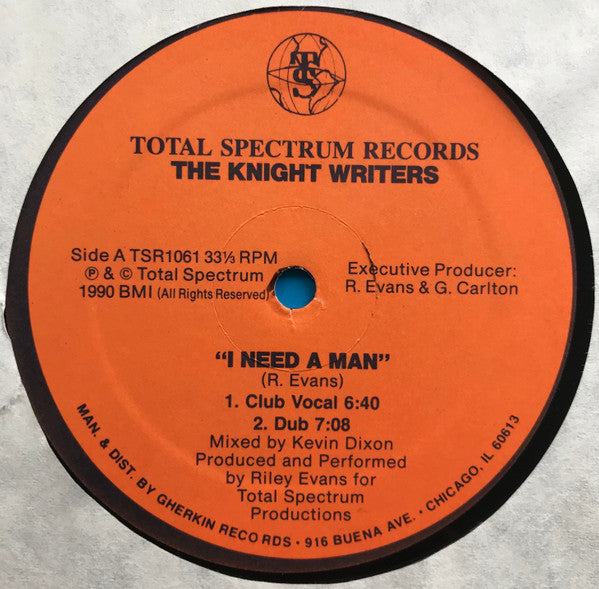 TS
TOTAL SPECTRUM RECORDS
THE KNIGHT WRITERS
Side A TSR1061 33⅓ RPM
℗ & © Total Spectrum
1990 BMI (All Rights Reserved)
Executive Producer:
R. Evans & G. Carlton
"I NEED A MAN"
(R. Evans)
1. Club Vocal 6:40
2. Dub 7:08
Mixed by Kevin Dixon
Produced and Performed
by Riley Evans for
Total Spectrum
Productions
MAN. & DIST. BY GHERKIN RECORDS • 916 BUENA AVE. • CHICAGO, IL 60613